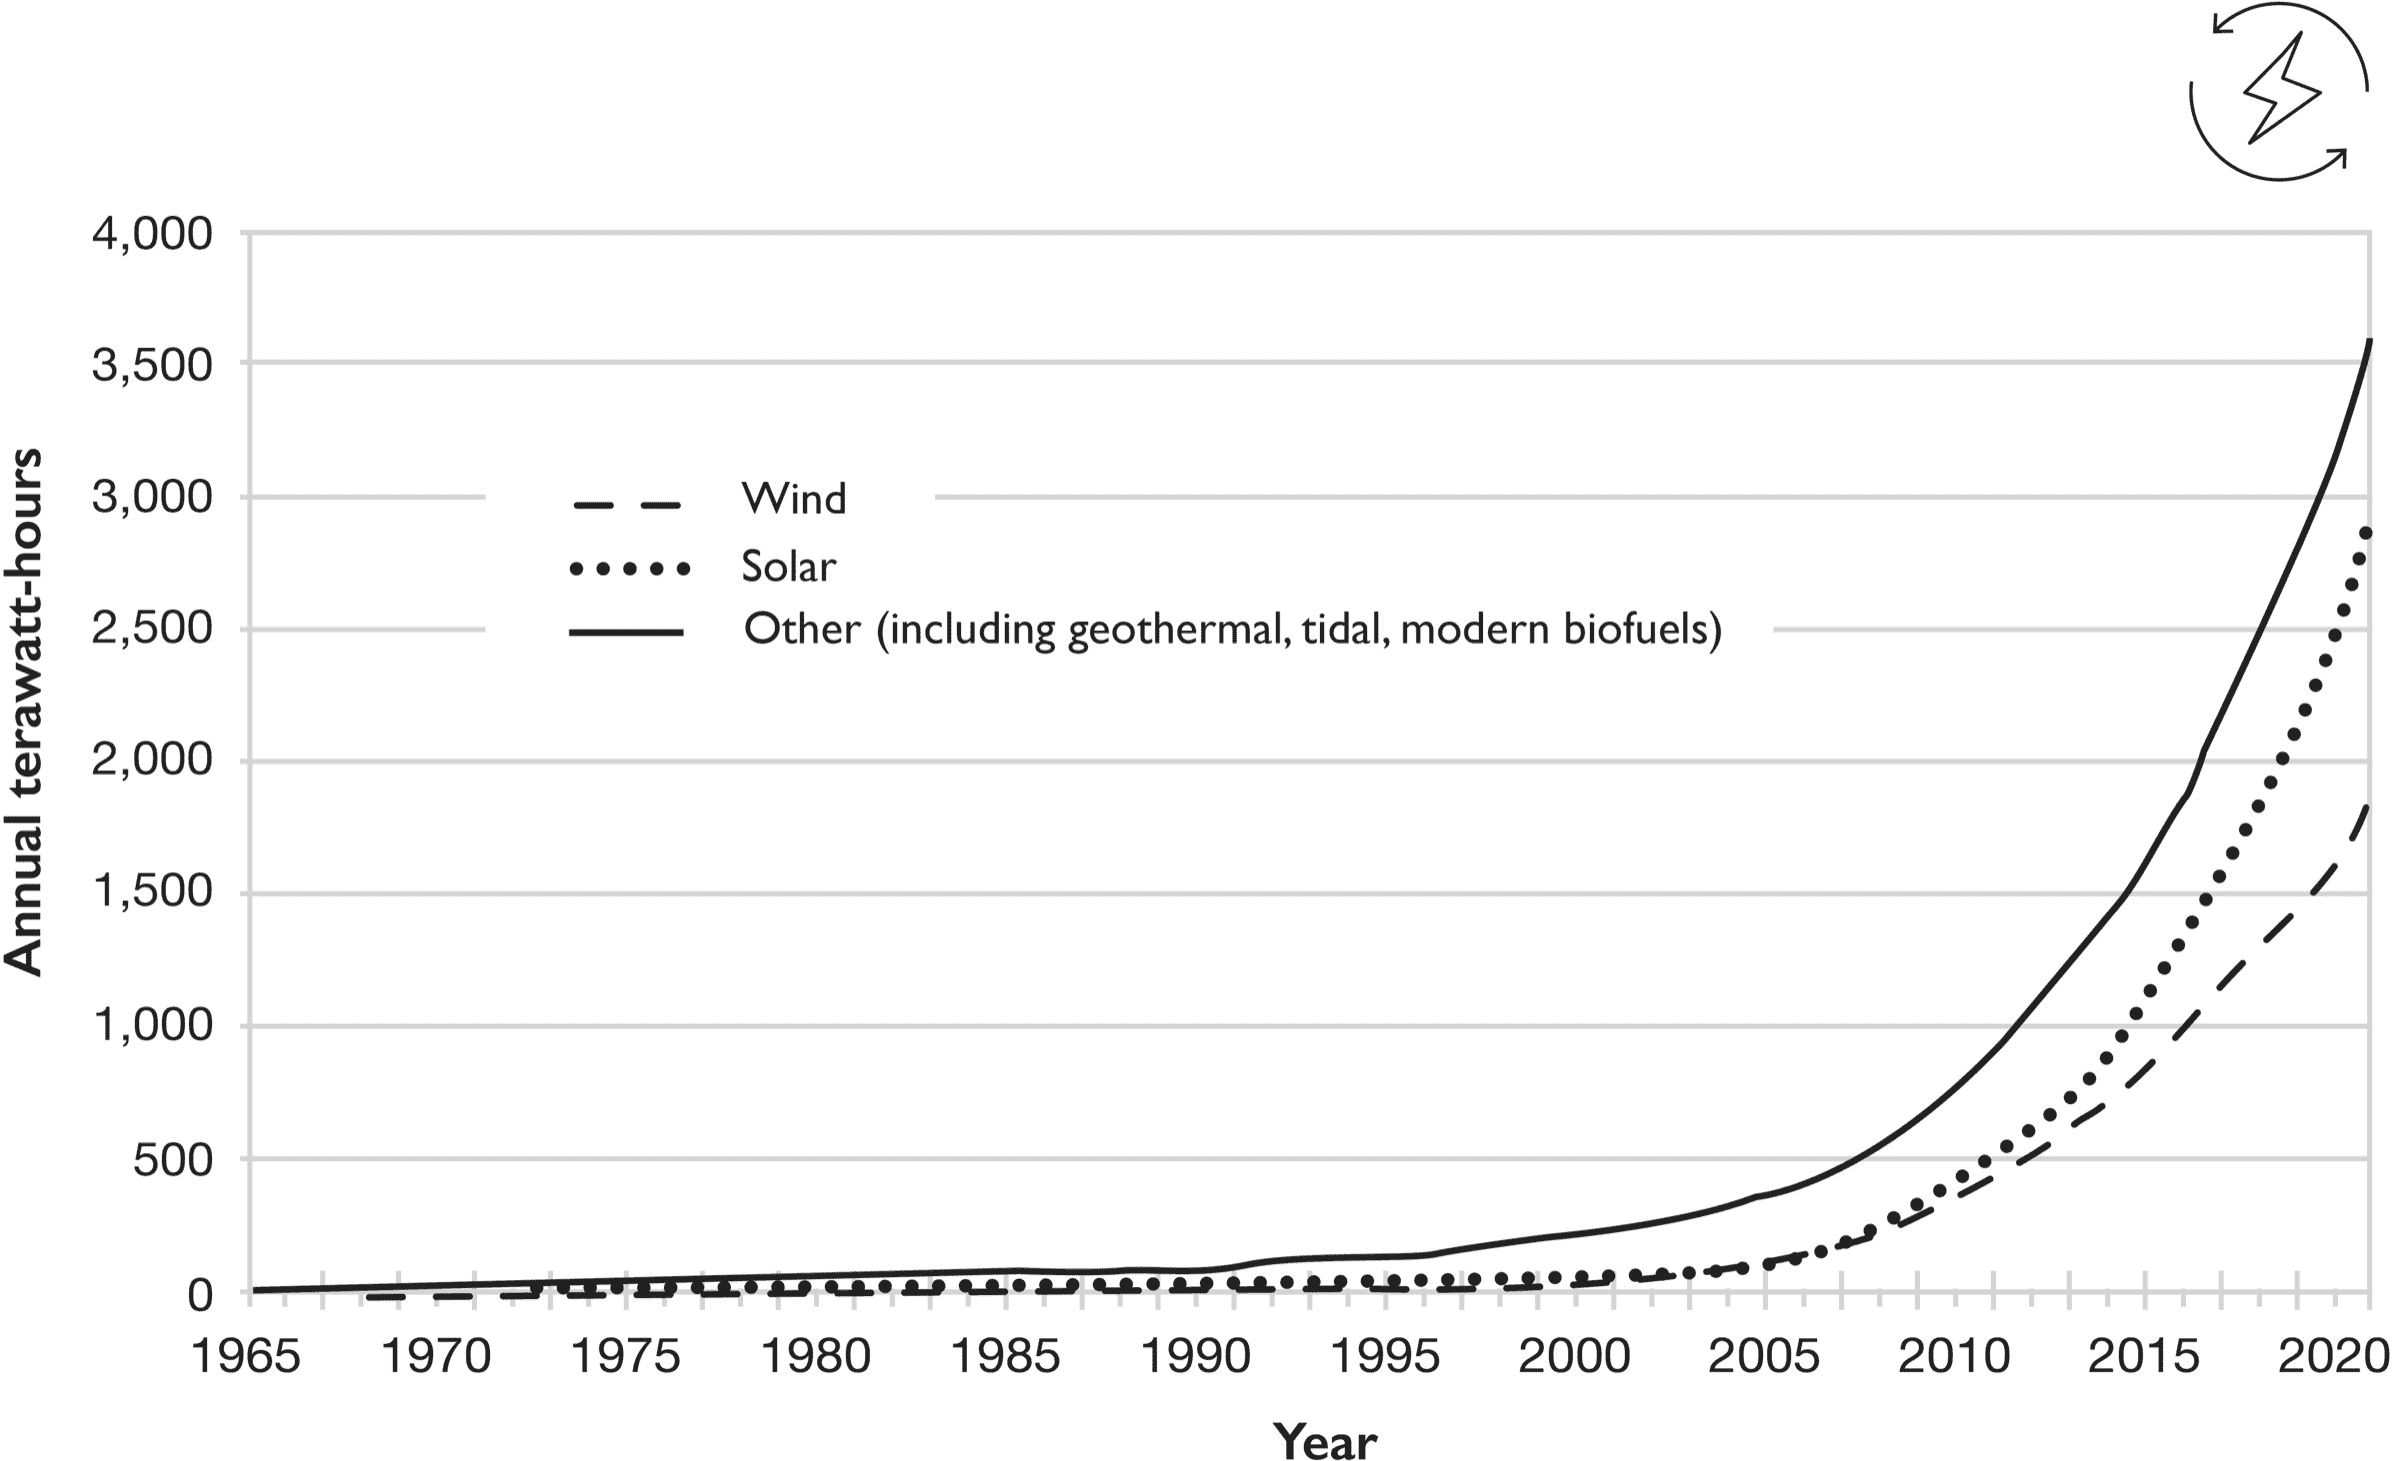 4,000
3,500
3,000
2,500
2,000
1,500
1,000
500
0
Annual terawatt-hours
Wind
Solar
Other (including geothermal, tidal, modern biofuels)
1965 1970 1975 1980 1985 1990 1995 2000 2005 2010 2015 2020
Year